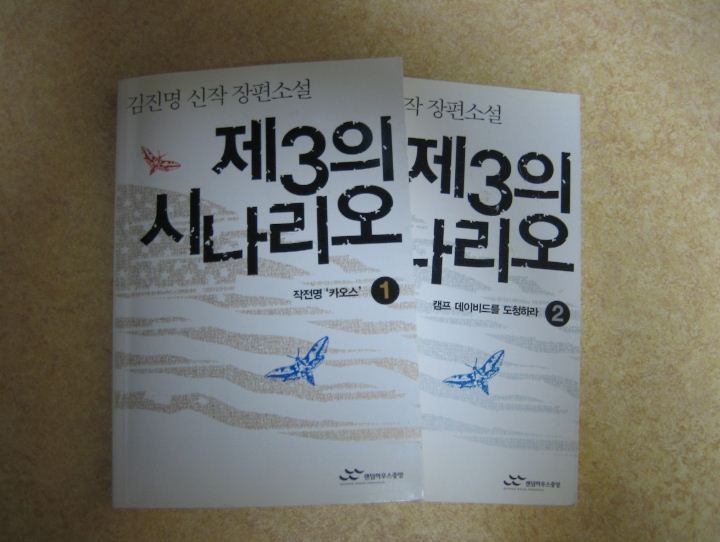 김진명 신작 장편소설
제3의
시나리오
작전명 '카오스' 1
랜덤하우스중앙
작 장편소설
제3의
나리오
캠프 데이비드를 도청하라 2
랜덤하우스중앙